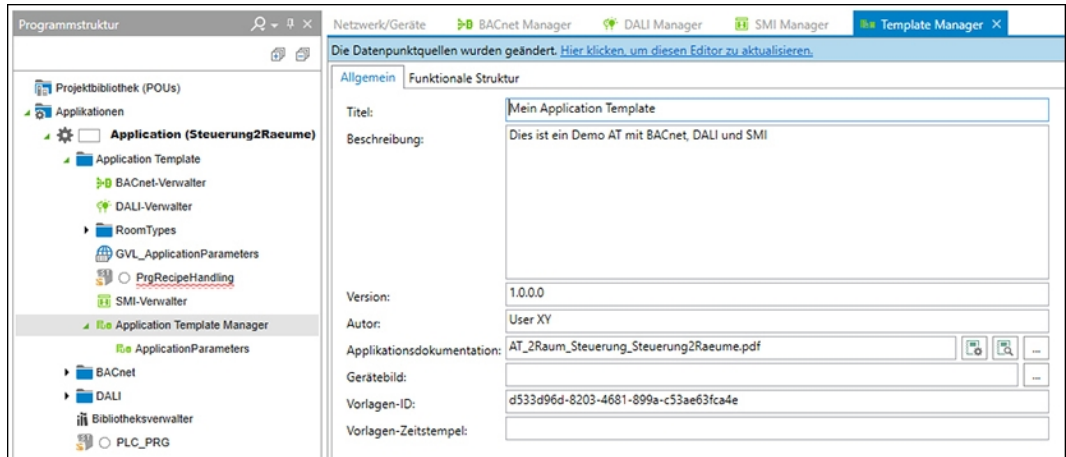 Programmstruktur
Netzwerk/Geräte BACnet Manager DALI Manager SMI Manager Template Manager
Die Datenpunktquellen wurden geändert. Hier klicken, um diesen Editor zu aktualisieren.
Allgemein Funktionale Struktur
Projektbibliothek (POUs)
Applikationen
Application (Steuerung2Raeume)
Application Template
BACnet-Verwalter
DALI-Verwalter
RoomTypes
GVL_ApplicationParameters
PrgRecipeHandling
SMI-Verwalter
Application Template Manager
ApplicationParameters
BACnet
DALI
Bibliotheksverwalter
PLC_PRG
Titel: Mein Application Template
Beschreibung: Dies ist ein Demo AT mit BACnet, DALI und SMI
Version: 1.0.0.0
Autor: User XY
Applikationsdokumentation: AT_2Raum_Steuerung_Steuerung2Raeume.pdf ...
Gerätebild: ...
Vorlagen-ID: d533d96d-8203-4681-899a-c53ae63fca4e
Vorlagen-Zeitstempel: